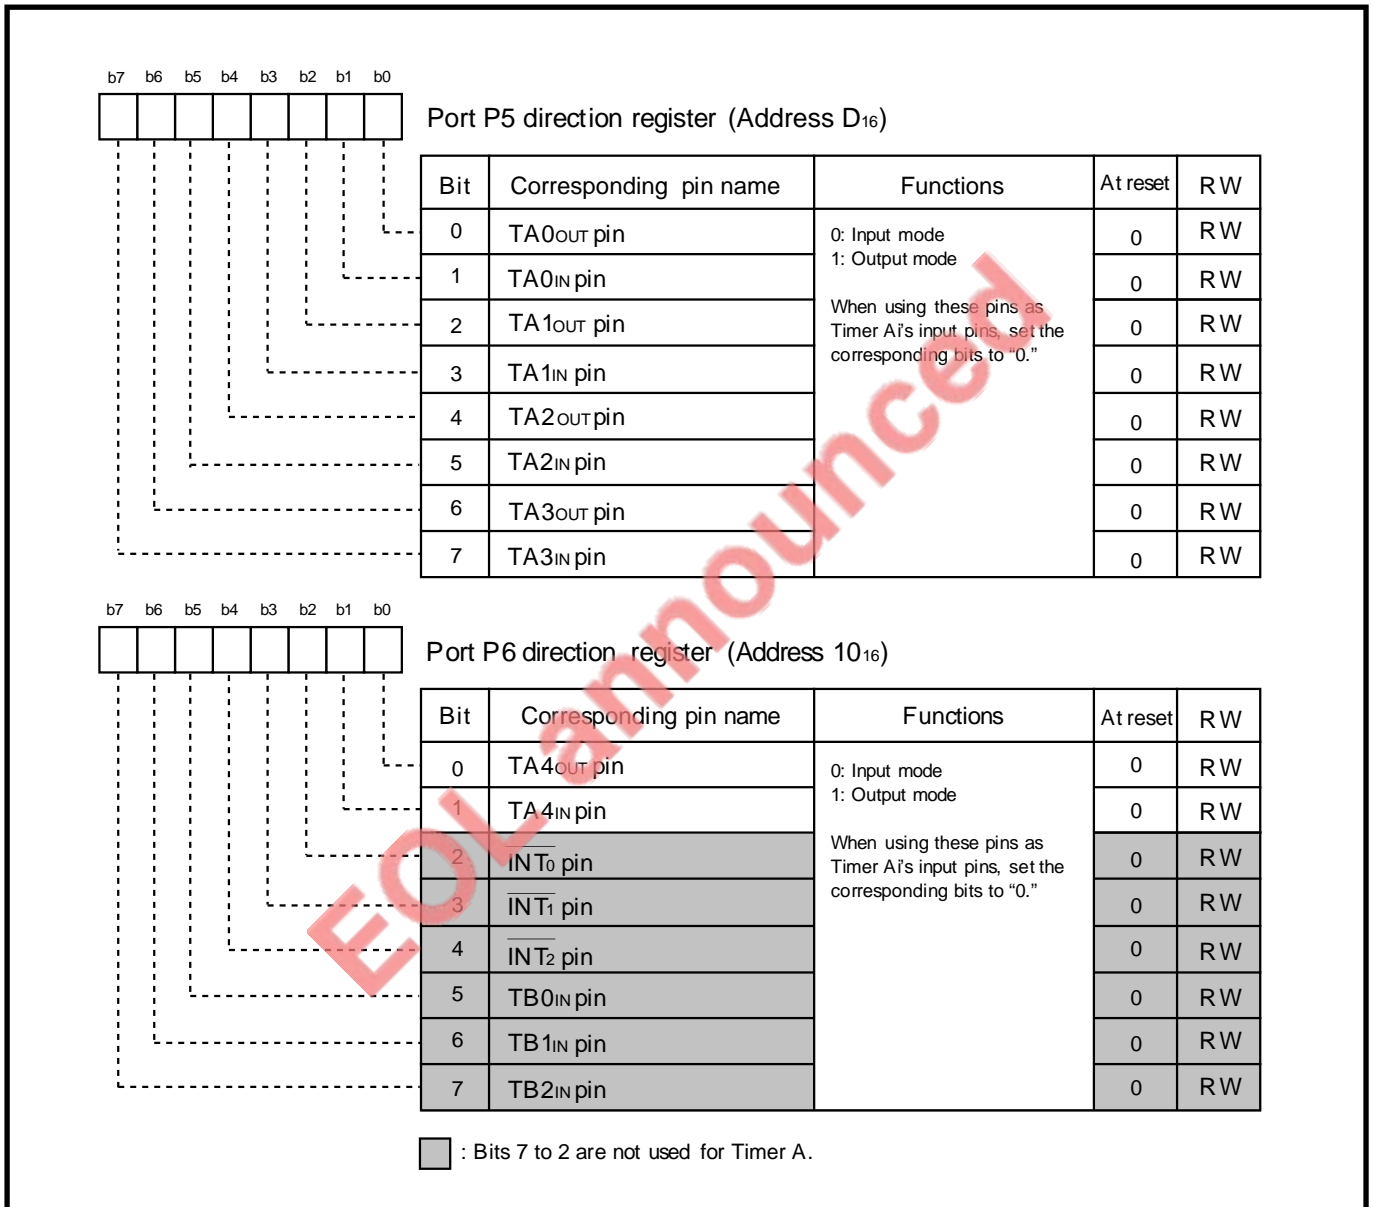 b7 b6 b5 b4 b3 b2 b1 b0
Port P5 direction register (Address D16)
Bit Corresponding pin name Functions At reset RW
0 TA0OUT pin 0 RW
1 TA0IN pin 0 RW
2 TA1OUT pin 0 RW
3 TA1IN pin 0 RW
4 TA2OUT pin 0 RW
5 TA2IN pin 0 RW
6 TA3OUT pin 0 RW
7 TA3IN pin 0 RW
0: Input mode
1: Output mode
When using these pins as
Timer Ai's input pins, set the
corresponding bits to “0.”
b7 b6 b5 b4 b3 b2 b1 b0
Port P6 direction register (Address 1016)
Bit Corresponding pin name Functions At reset RW
0 TA4OUT pin 0 RW
1 TA4IN pin 0 RW
2 INT0 pin 0 RW
3 INT1 pin 0 RW
4 INT2 pin 0 RW
5 TB0IN pin 0 RW
6 TB1IN pin 0 RW
7 TB2IN pin 0 RW
0: Input mode
1: Output mode
When using these pins as
Timer Ai's input pins, set the
corresponding bits to “0.”
: Bits 7 to 2 are not used for Timer A.
EOL announced